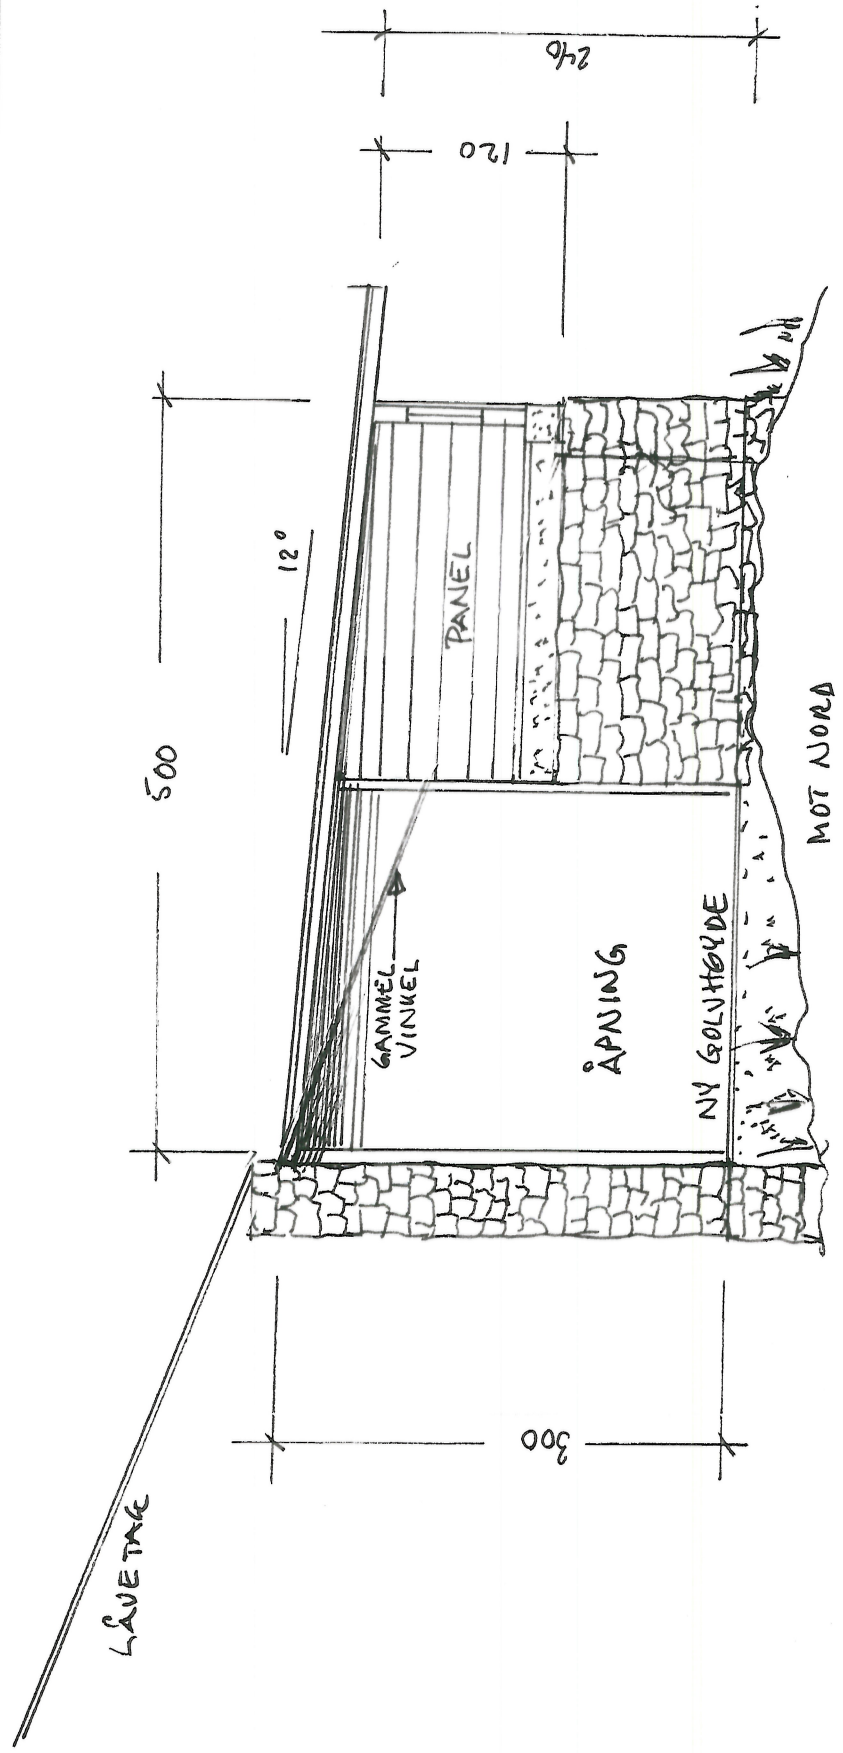 LÅVETAK
500
12°
PANEL
GAMMEL
VINKEL
ÅPNING
NY GOLVHØYDE
300
120
240
MOT NORD